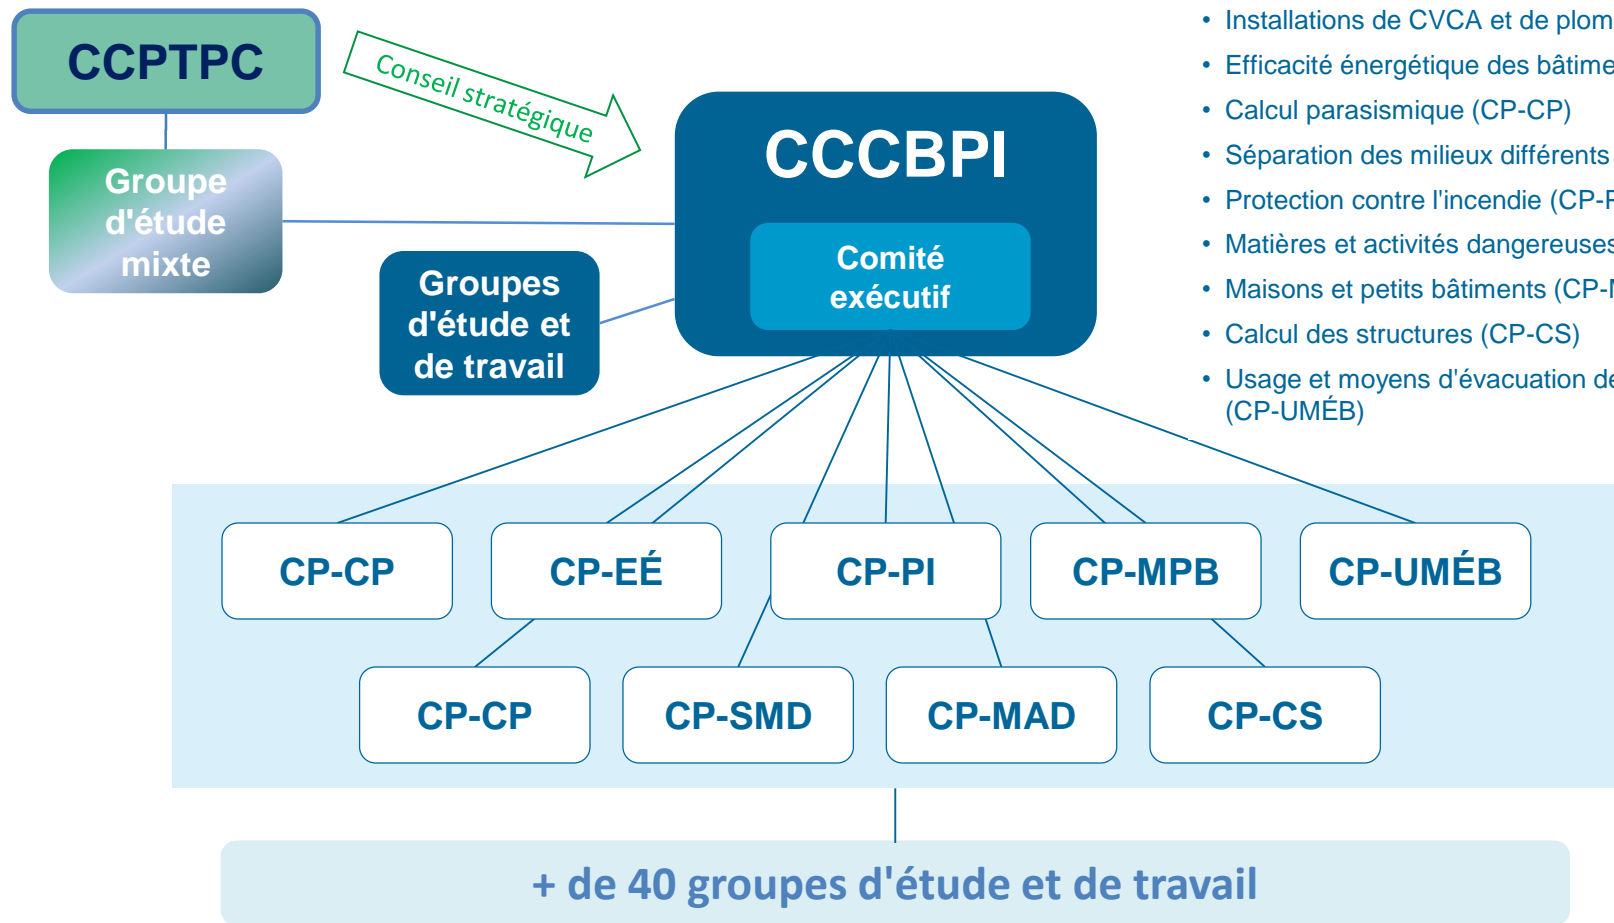 CCPTPC
Conseil stratégique
Groupe
d'étude
mixte
Groupes
d'étude et
de travail
CCCBPI
Comité
exécutif
• Installations de CVCA et de plom
• Efficacité énergétique des bâtime
• Calcul parasismique (CP-CP)
• Séparation des milieux différents
• Protection contre l'incendie (CP-P
• Matières et activités dangereuses
• Maisons et petits bâtiments (CP-M
• Calcul des structures (CP-CS)
• Usage et moyens d'évacuation de
(CP-UMÉB)
CP-CP
CP-EÉ
CP-PI
CP-MPB
CP-UMÉB
CP-CP
CP-SMD
CP-MAD
CP-CS
+ de 40 groupes d'étude et de travail